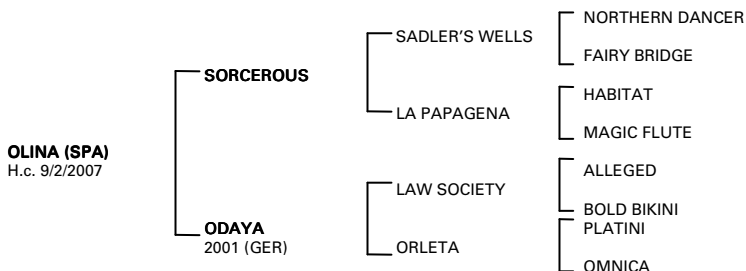 NORTHERN DANCER
SADLER'S WELLS
FAIRY BRIDGE
SORCEROUS
HABITAT
LA PAPAGENA
MAGIC FLUTE
OLINA (SPA)
H.c. 9/2/2007
ALLEGED
LAW SOCIETY
BOLD BIKINI
ODAYA
2001 (GER)
PLATINI
ORLETA
OMNICA